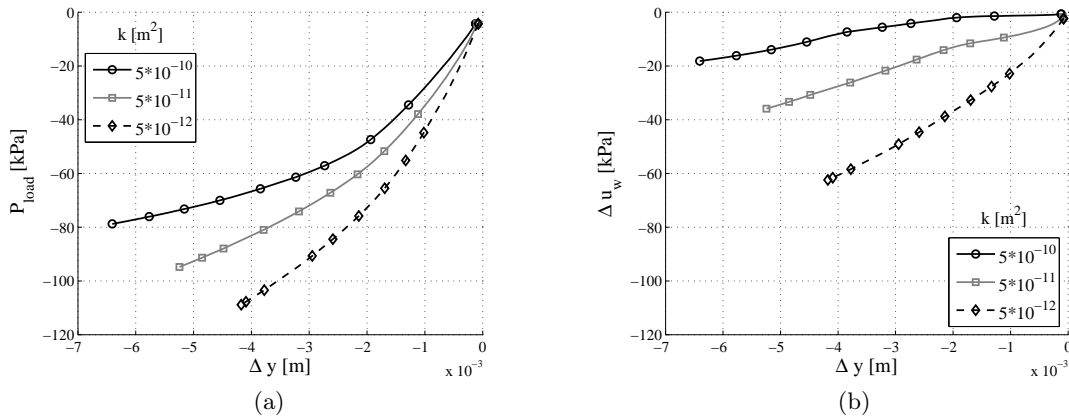 0
−20
−40
−60
−80
−100
−120
P_load [kPa]
k [m²]
5*10⁻¹⁰
5*10⁻¹¹
5*10⁻¹²
−7 −6 −5 −4 −3 −2 −1 0
Δ y [m]
x 10⁻³
(a)
0
−20
−40
−60
−80
−100
−120
Δ u_w [kPa]
k [m²]
5*10⁻¹⁰
5*10⁻¹¹
5*10⁻¹²
−7 −6 −5 −4 −3 −2 −1 0
Δ y [m]
x 10⁻³
(b)